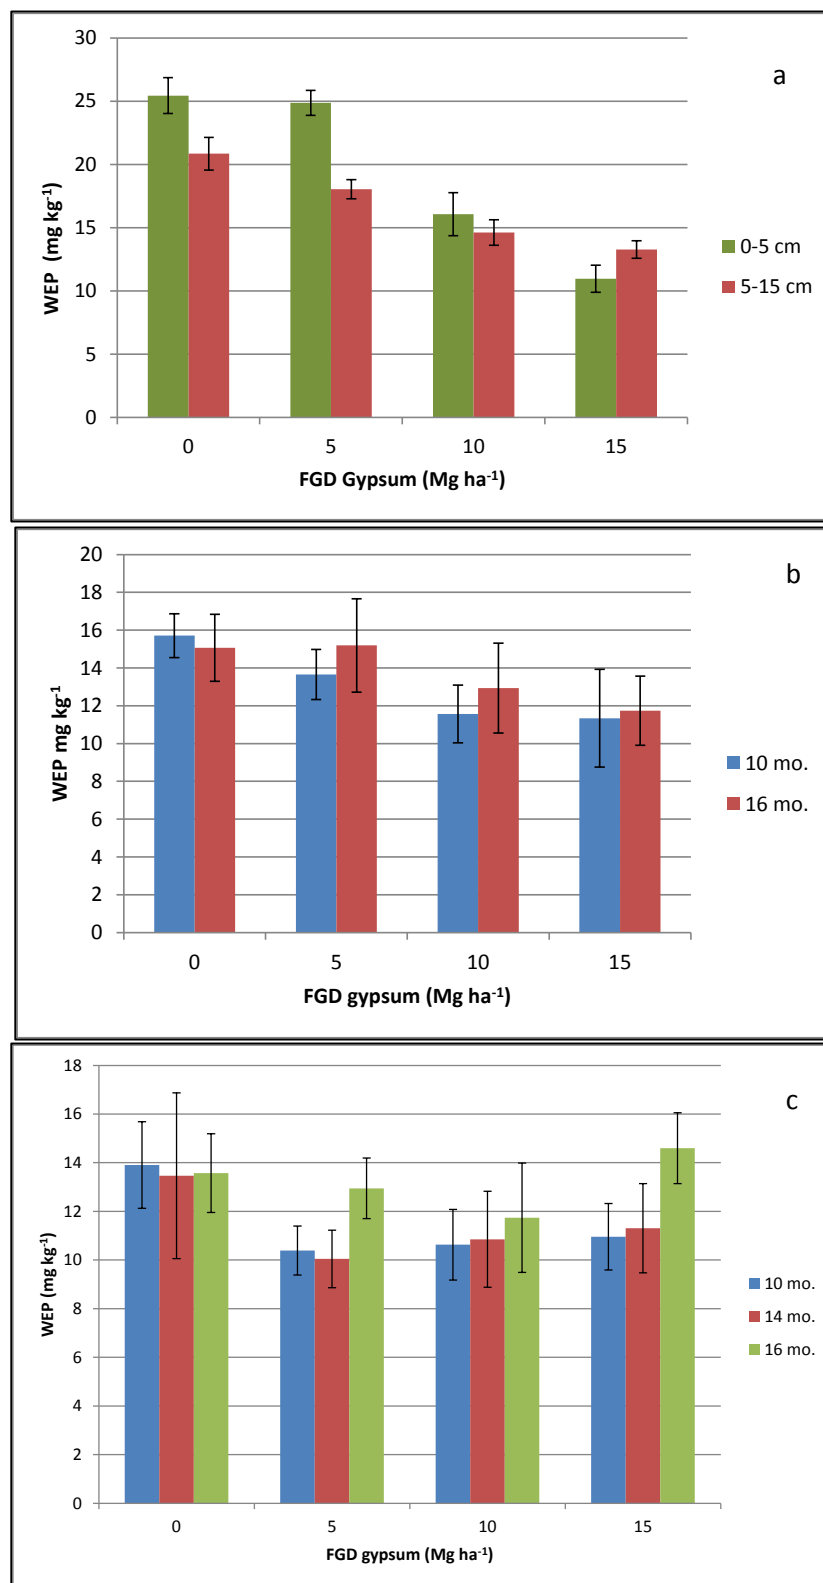 a
30
25
20
15
10
5
0
WEP (mg kg⁻¹)
0-5 cm
5-15 cm
0 5 10 15
FGD Gypsum (Mg ha⁻¹)
b
20
18
16
14
12
10
8
6
4
2
0
WEP mg kg⁻¹
10 mo.
16 mo.
0 5 10 15
FGD gypsum (Mg ha⁻¹)
c
18
16
14
12
10
8
6
4
2
0
WEP (mg kg⁻¹)
10 mo.
14 mo.
16 mo.
0 5 10 15
FGD gypsum (Mg ha⁻¹)